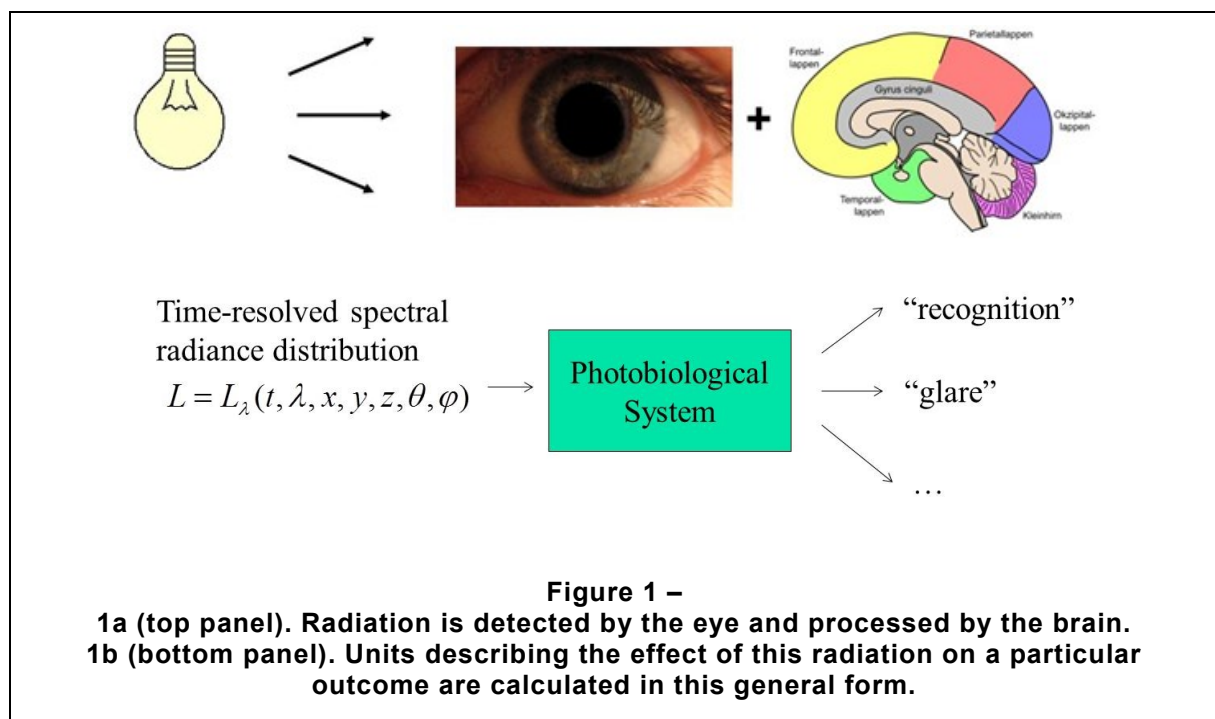 Frontal-
lappen
Parietallappen
Gyrus cinguli
Okzipital-
lappen
Temporal-
lappen
Kleinhirn
+
Time-resolved spectral
radiance distribution
L = L_λ(t, λ, x, y, z, θ, φ)
Photobiological
System
“recognition”
“glare”
…
Figure 1 –
1a (top panel). Radiation is detected by the eye and processed by the brain.
1b (bottom panel). Units describing the effect of this radiation on a particular
outcome are calculated in this general form.